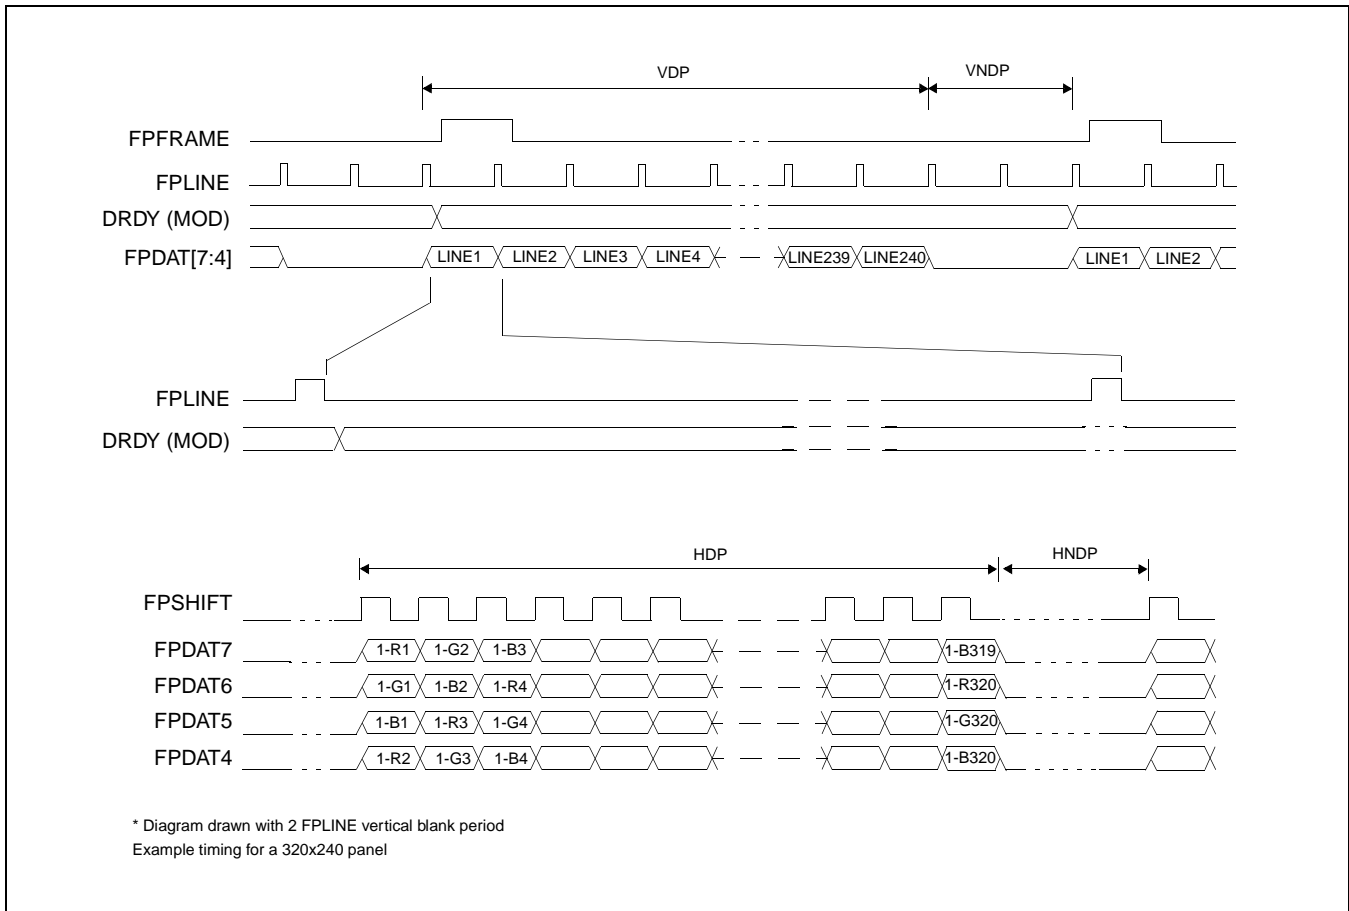 VDP VNDP
FPFRAME
FPLINE
DRDY (MOD)
FPDAT[7:4] LINE1 LINE2 LINE3 LINE4 LINE239 LINE240 LINE1 LINE2
FPLINE
DRDY (MOD)
HDP HNDP
FPSHIFT
FPDAT7 1-R1 1-G2 1-B3 1-B319
FPDAT6 1-G1 1-B2 1-R4 1-R320
FPDAT5 1-B1 1-R3 1-G4 1-G320
FPDAT4 1-R2 1-G3 1-B4 1-B320
* Diagram drawn with 2 FPLINE vertical blank period
Example timing for a 320x240 panel